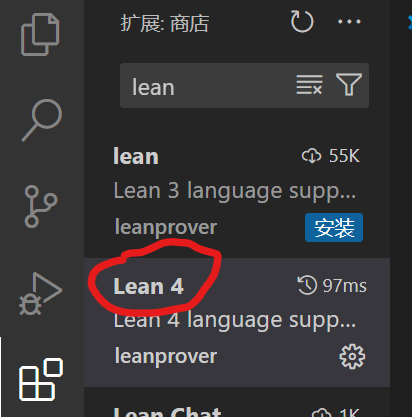 扩展: 商店
lean
lean 55K
Lean 3 language supp...
leanprover 安装
Lean 4 97ms
Lean 4 language supp...
leanprover
Lean Chat 1K